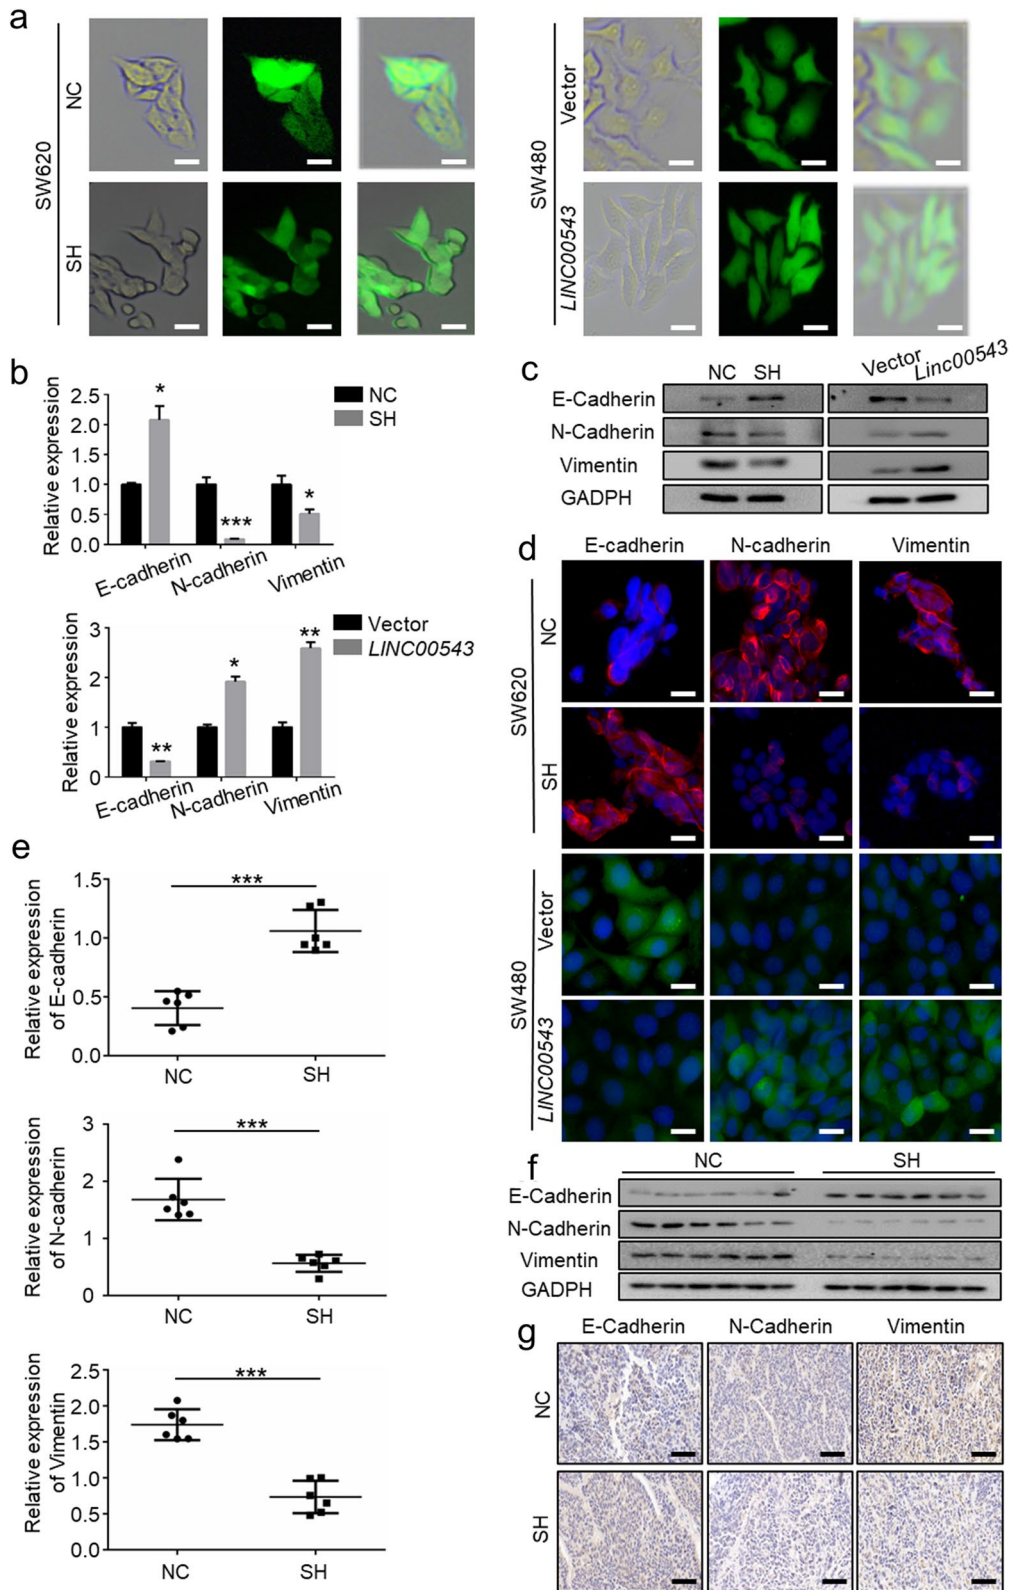 a
SW620
NC
SH
SW480
Vector
LINC00543
b
Relative expression
2.5
2.0
1.5
1.0
0.5
0.0
*
***
*
NC
SH
E-cadherin
N-cadherin
Vimentin
Relative expression
3
2
1
0
**
*
**
Vector
LINC00543
E-cadherin
N-cadherin
Vimentin
c
NC SH Vector Linc00543
E-Cadherin
N-Cadherin
Vimentin
GADPH
d
E-cadherin N-cadherin Vimentin
SW620
NC
SH
SW480
Vector
LINC00543
e
Relative expression
of E-cadherin
1.5
1.0
0.5
0.0
***
NC SH
Relative expression
of N-cadherin
3
2
1
0
***
NC SH
Relative expression
of Vimentin
2.5
2.0
1.5
1.0
0.5
0.0
***
NC SH
f
NC SH
E-Cadherin
N-Cadherin
Vimentin
GADPH
g
E-Cadherin N-Cadherin Vimentin
NC
SH